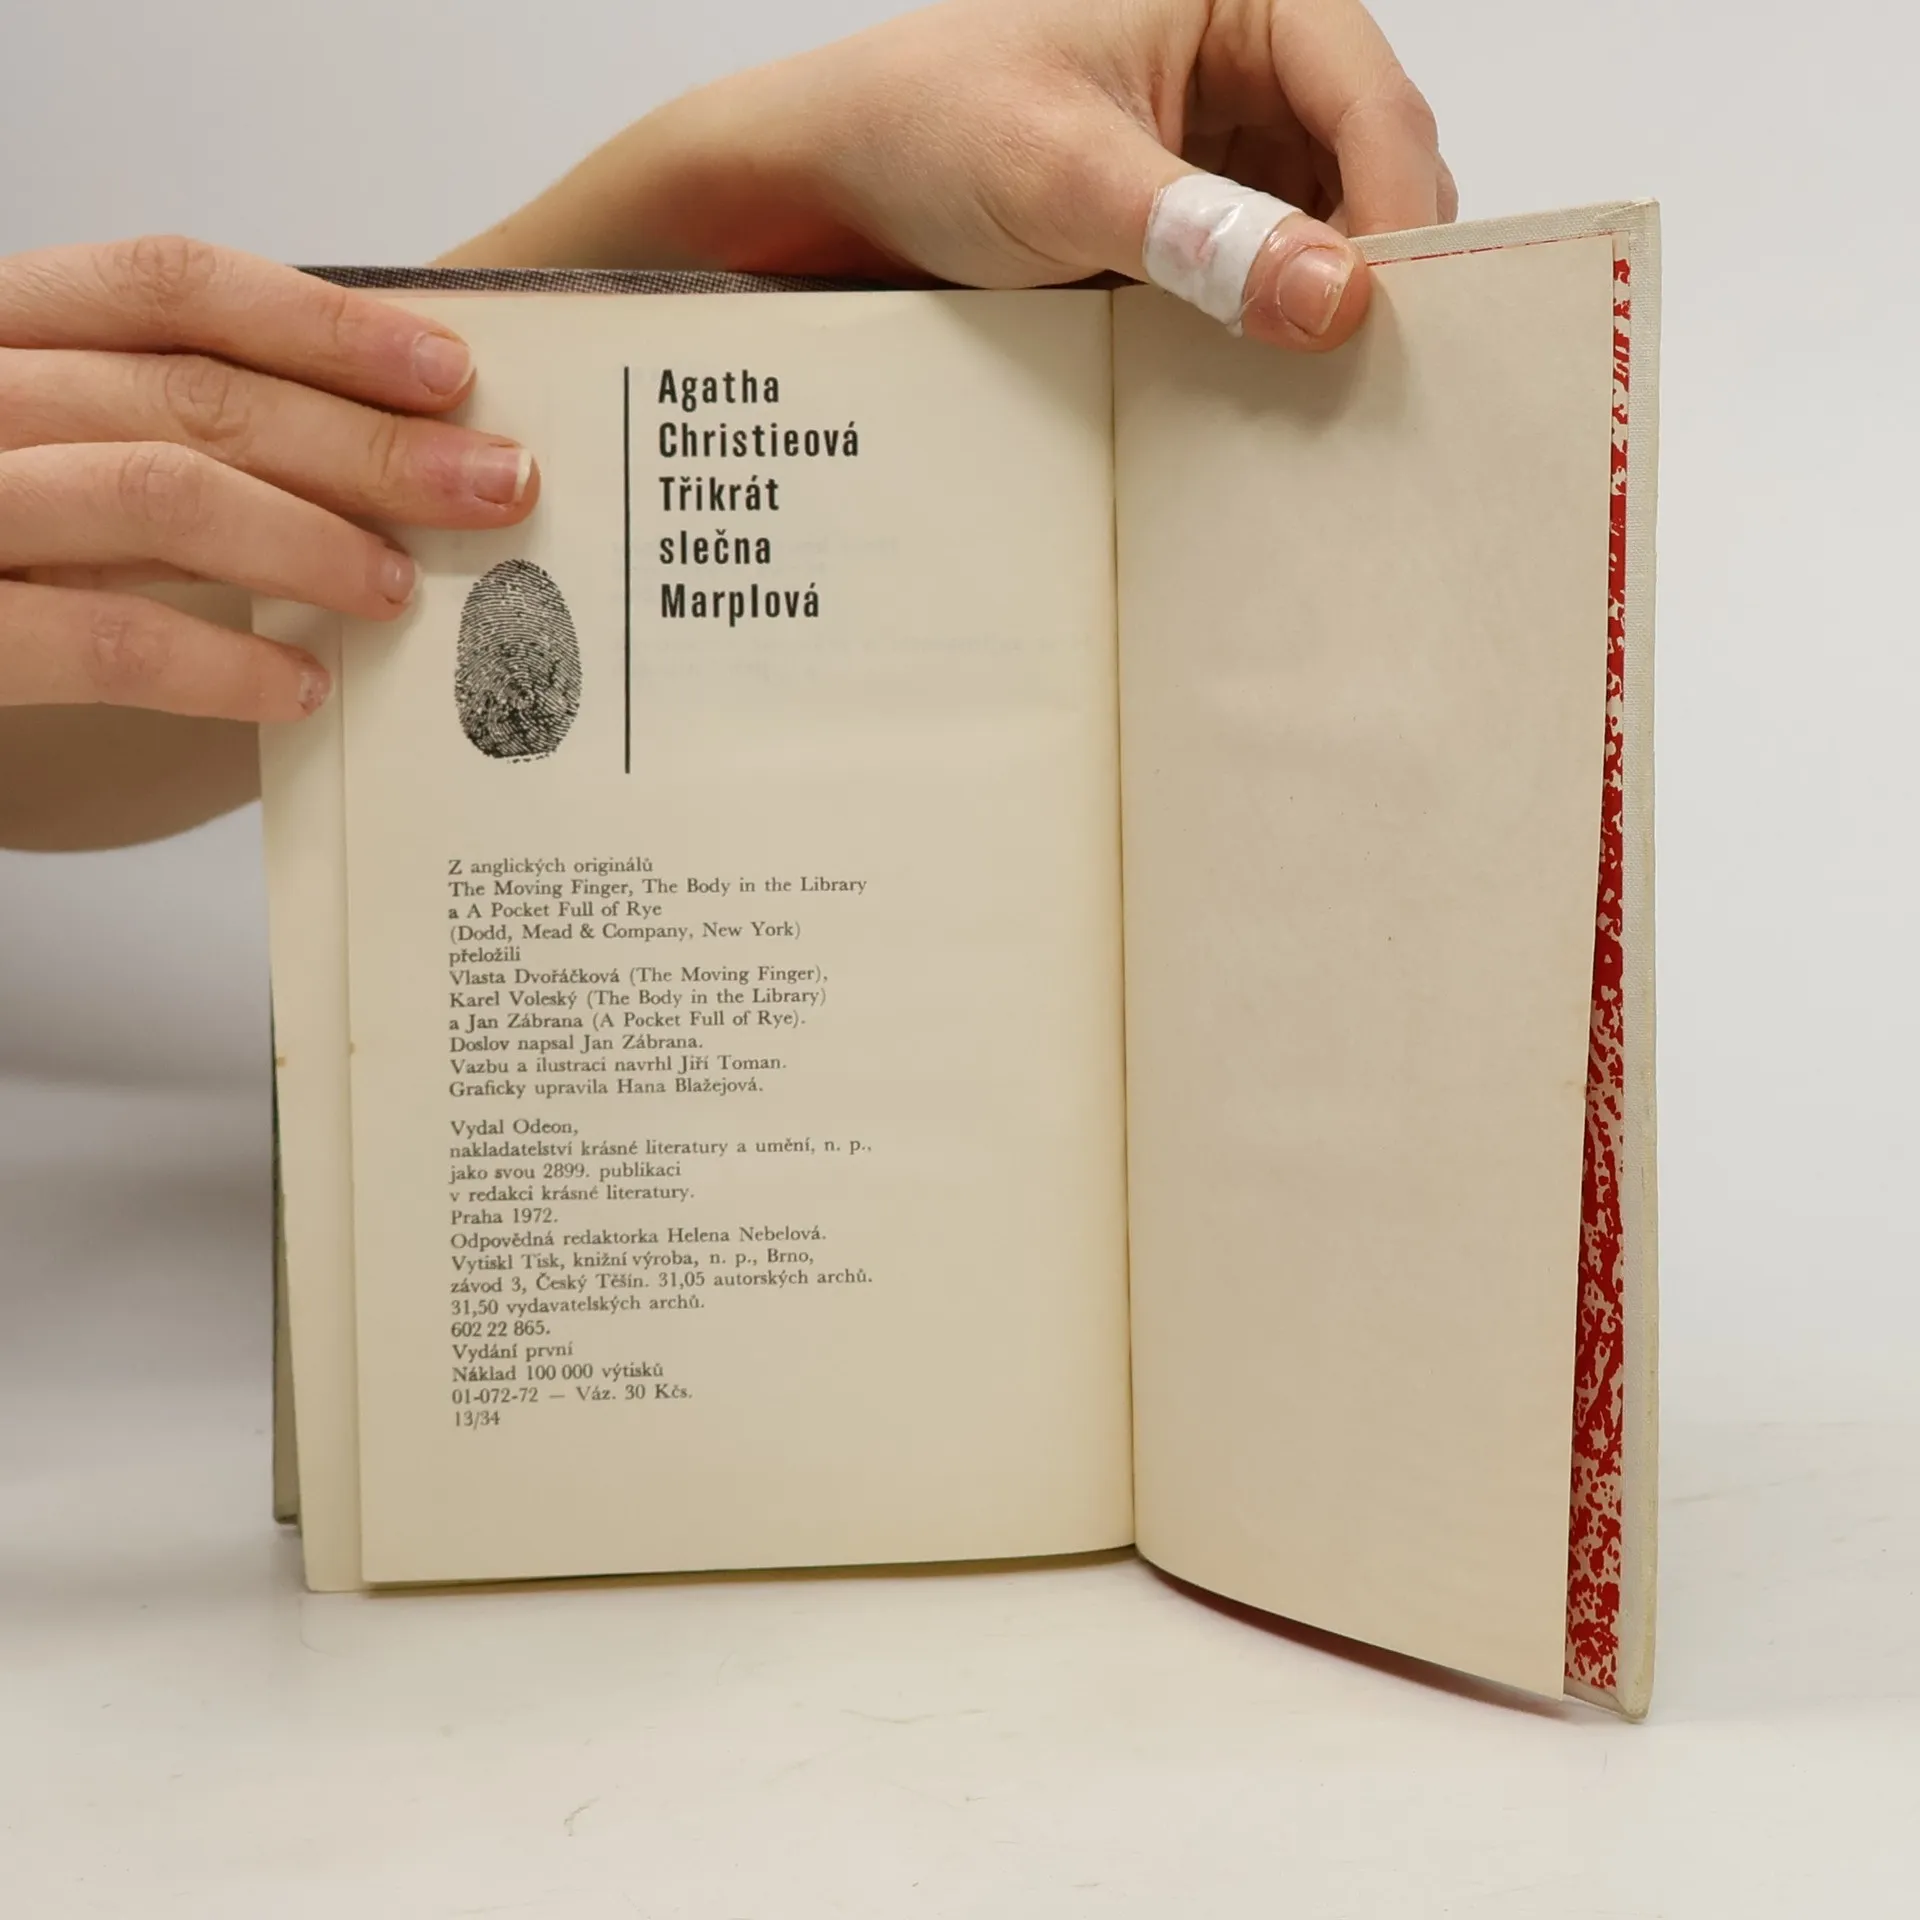 Agatha
Christieová
Třikrát
slečna
Marplová
Z anglických originálů
The Moving Finger, The Body in the Library
a A Pocket Full of Rye
(Dodd, Mead & Company, New York)
přeložili
Vlasta Dvořáčková (The Moving Finger),
Karel Voleský (The Body in the Library)
a Jan Zábrana (A Pocket Full of Rye).
Doslov napsal Jan Zábrana.
Vazbu a ilustraci navrhl Jiří Toman.
Graficky upravila Hana Blažejová.
Vydal Odeon,
nakladatelství krásné literatury a umění, n. p.,
jako svou 2899. publikaci
v redakci krásné literatury.
Praha 1972.
Odpovědná redaktorka Helena Nebelová.
Vytiskl Tisk, knižní výroba, n. p., Brno,
závod 3, Český Těšín. 31,05 autorských archů.
31,50 vydavatelských archů.
602 22 865.
Vydání první
Náklad 100 000 výtisků
01-072-72 — Váz. 30 Kčs.
13/34